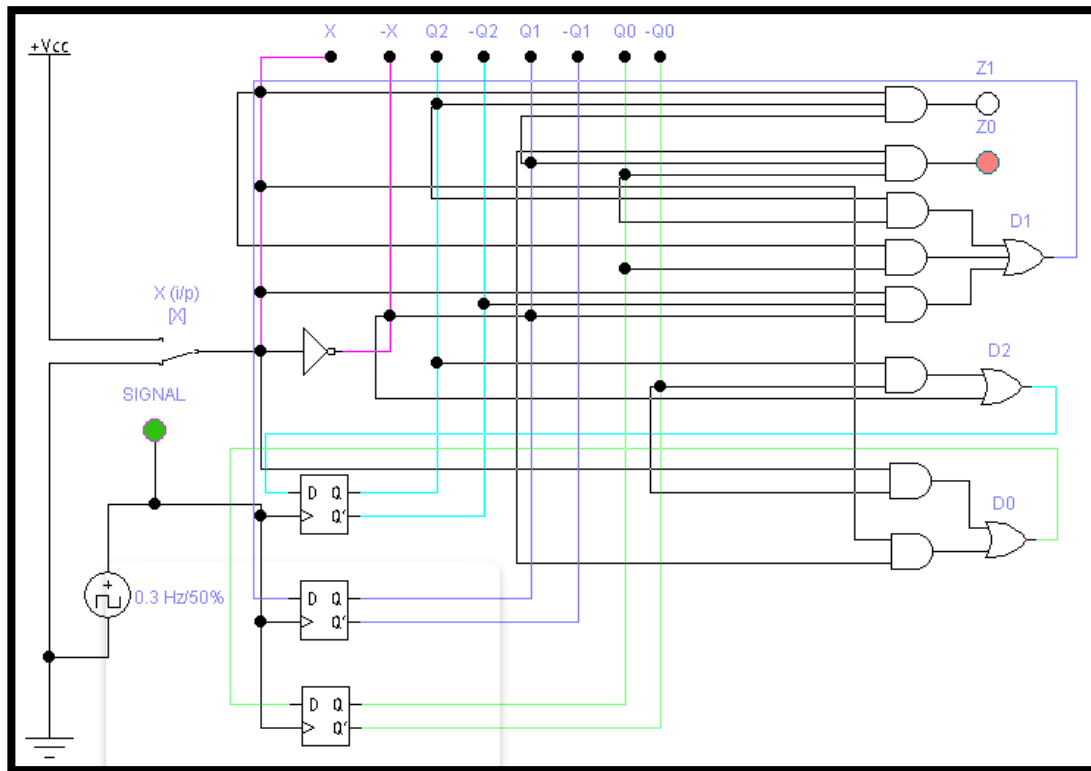 X -X Q2 -Q2 Q1 -Q1 Q0 -Q0
+Vcc
Z1
Z0
D1
X (i/p)
[X]
D2
SIGNAL
D Q
Q'
D0
0.3 Hz/50%
D Q
Q'
D Q
Q'